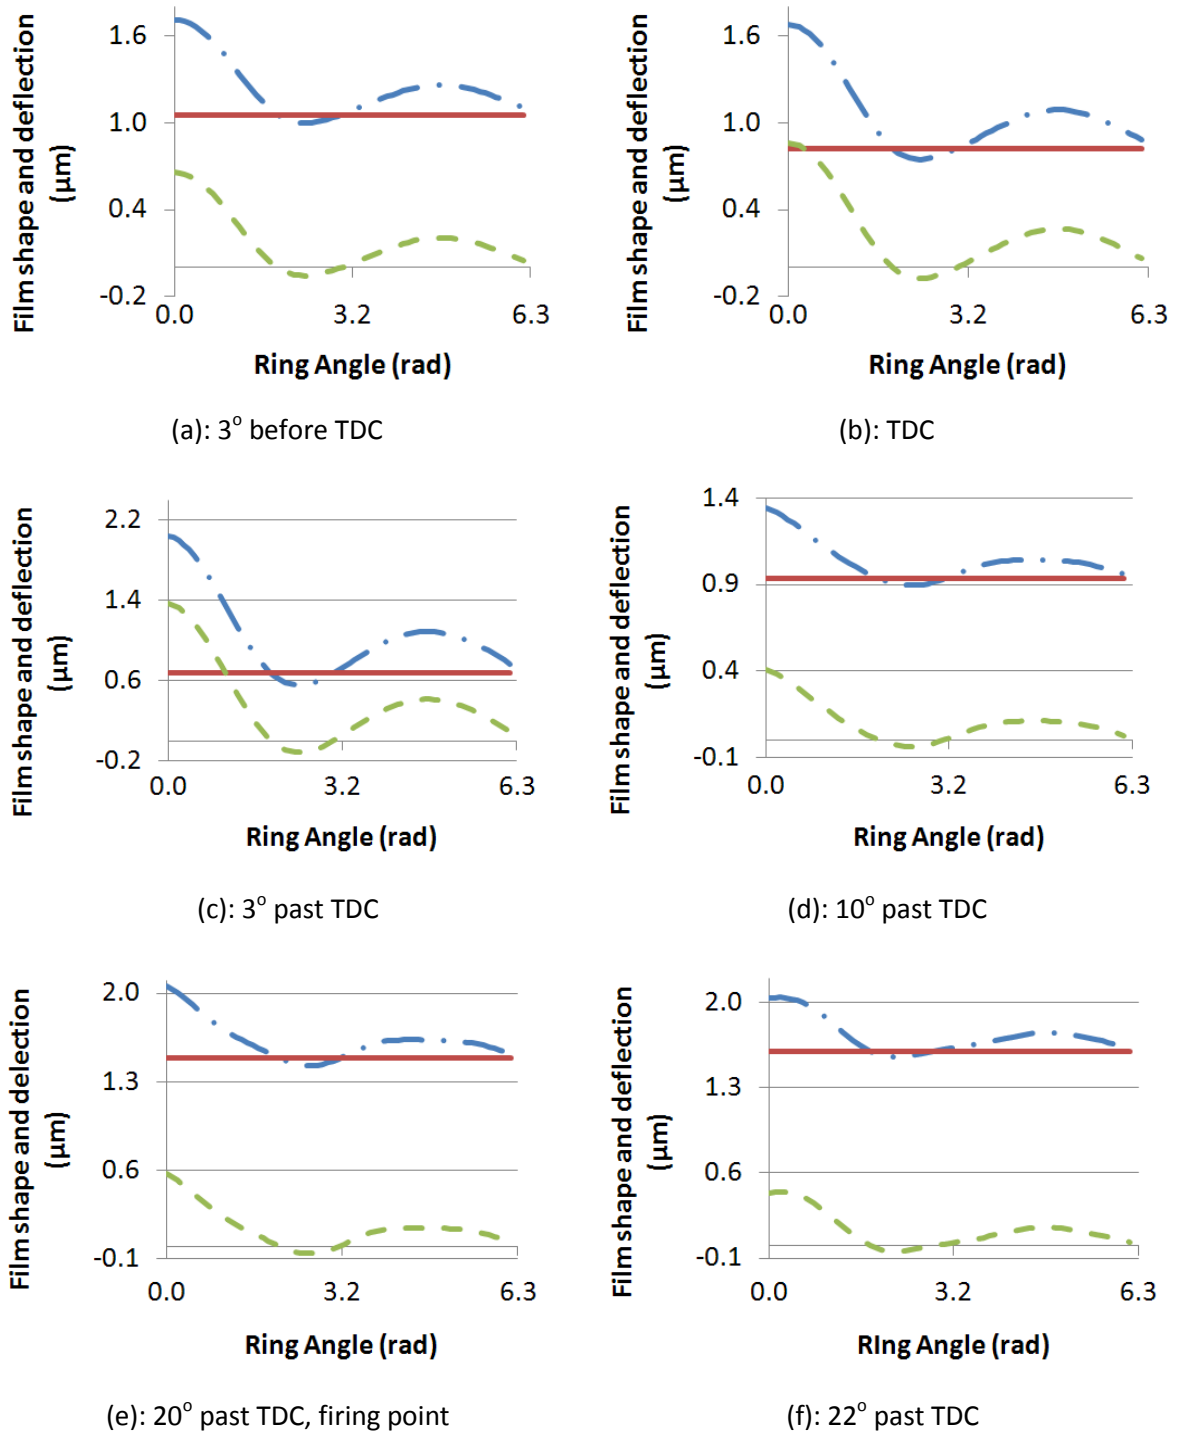 Film shape and deflection
(µm)
1.6
1.0
0.4
-0.2
0.0
3.2
6.3
Ring Angle (rad)
(a): 3° before TDC
Film shape and deflection
(µm)
1.6
1.0
0.4
-0.2
0.0
3.2
6.3
Ring Angle (rad)
(b): TDC
Film shape and deflection
(µm)
2.2
1.4
0.6
-0.2
0.0
3.2
6.3
Ring Angle (rad)
(c): 3° past TDC
Film shape and deflection
(µm)
1.4
0.9
0.4
-0.1
0.0
3.2
6.3
Ring Angle (rad)
(d): 10° past TDC
Film shape and delection
(µm)
2.0
1.3
0.6
-0.1
0.0
3.2
6.3
Ring Angle (rad)
(e): 20° past TDC, firing point
Film shape and deflection
(µm)
2.0
1.3
0.6
-0.1
0.0
3.2
6.3
RIng Angle (rad)
(f): 22° past TDC